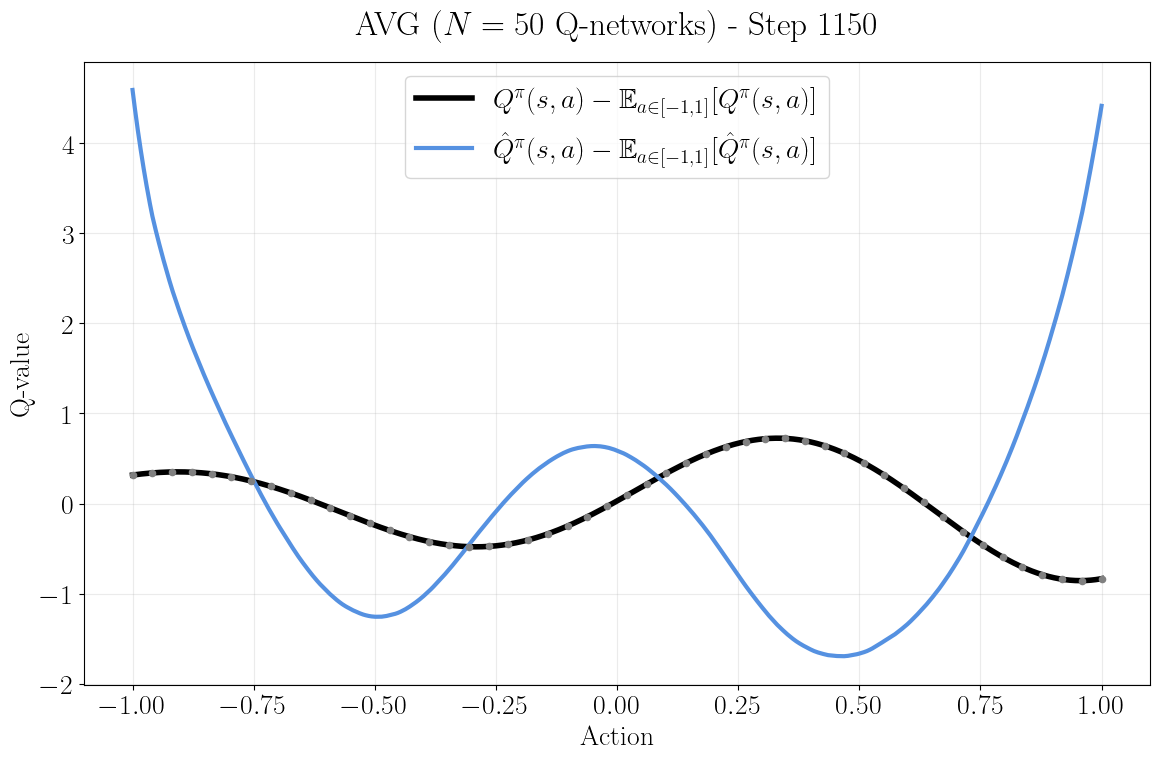 AVG (N = 50 Q-networks) - Step 1150
Q^π(s, a) − 𝔼_{a∈[−1,1]}[Q^π(s, a)]
Q̂^π(s, a) − 𝔼_{a∈[−1,1]}[Q̂^π(s, a)]
Q-value
4
3
2
1
0
−1
−2
−1.00 −0.75 −0.50 −0.25 0.00 0.25 0.50 0.75 1.00
Action